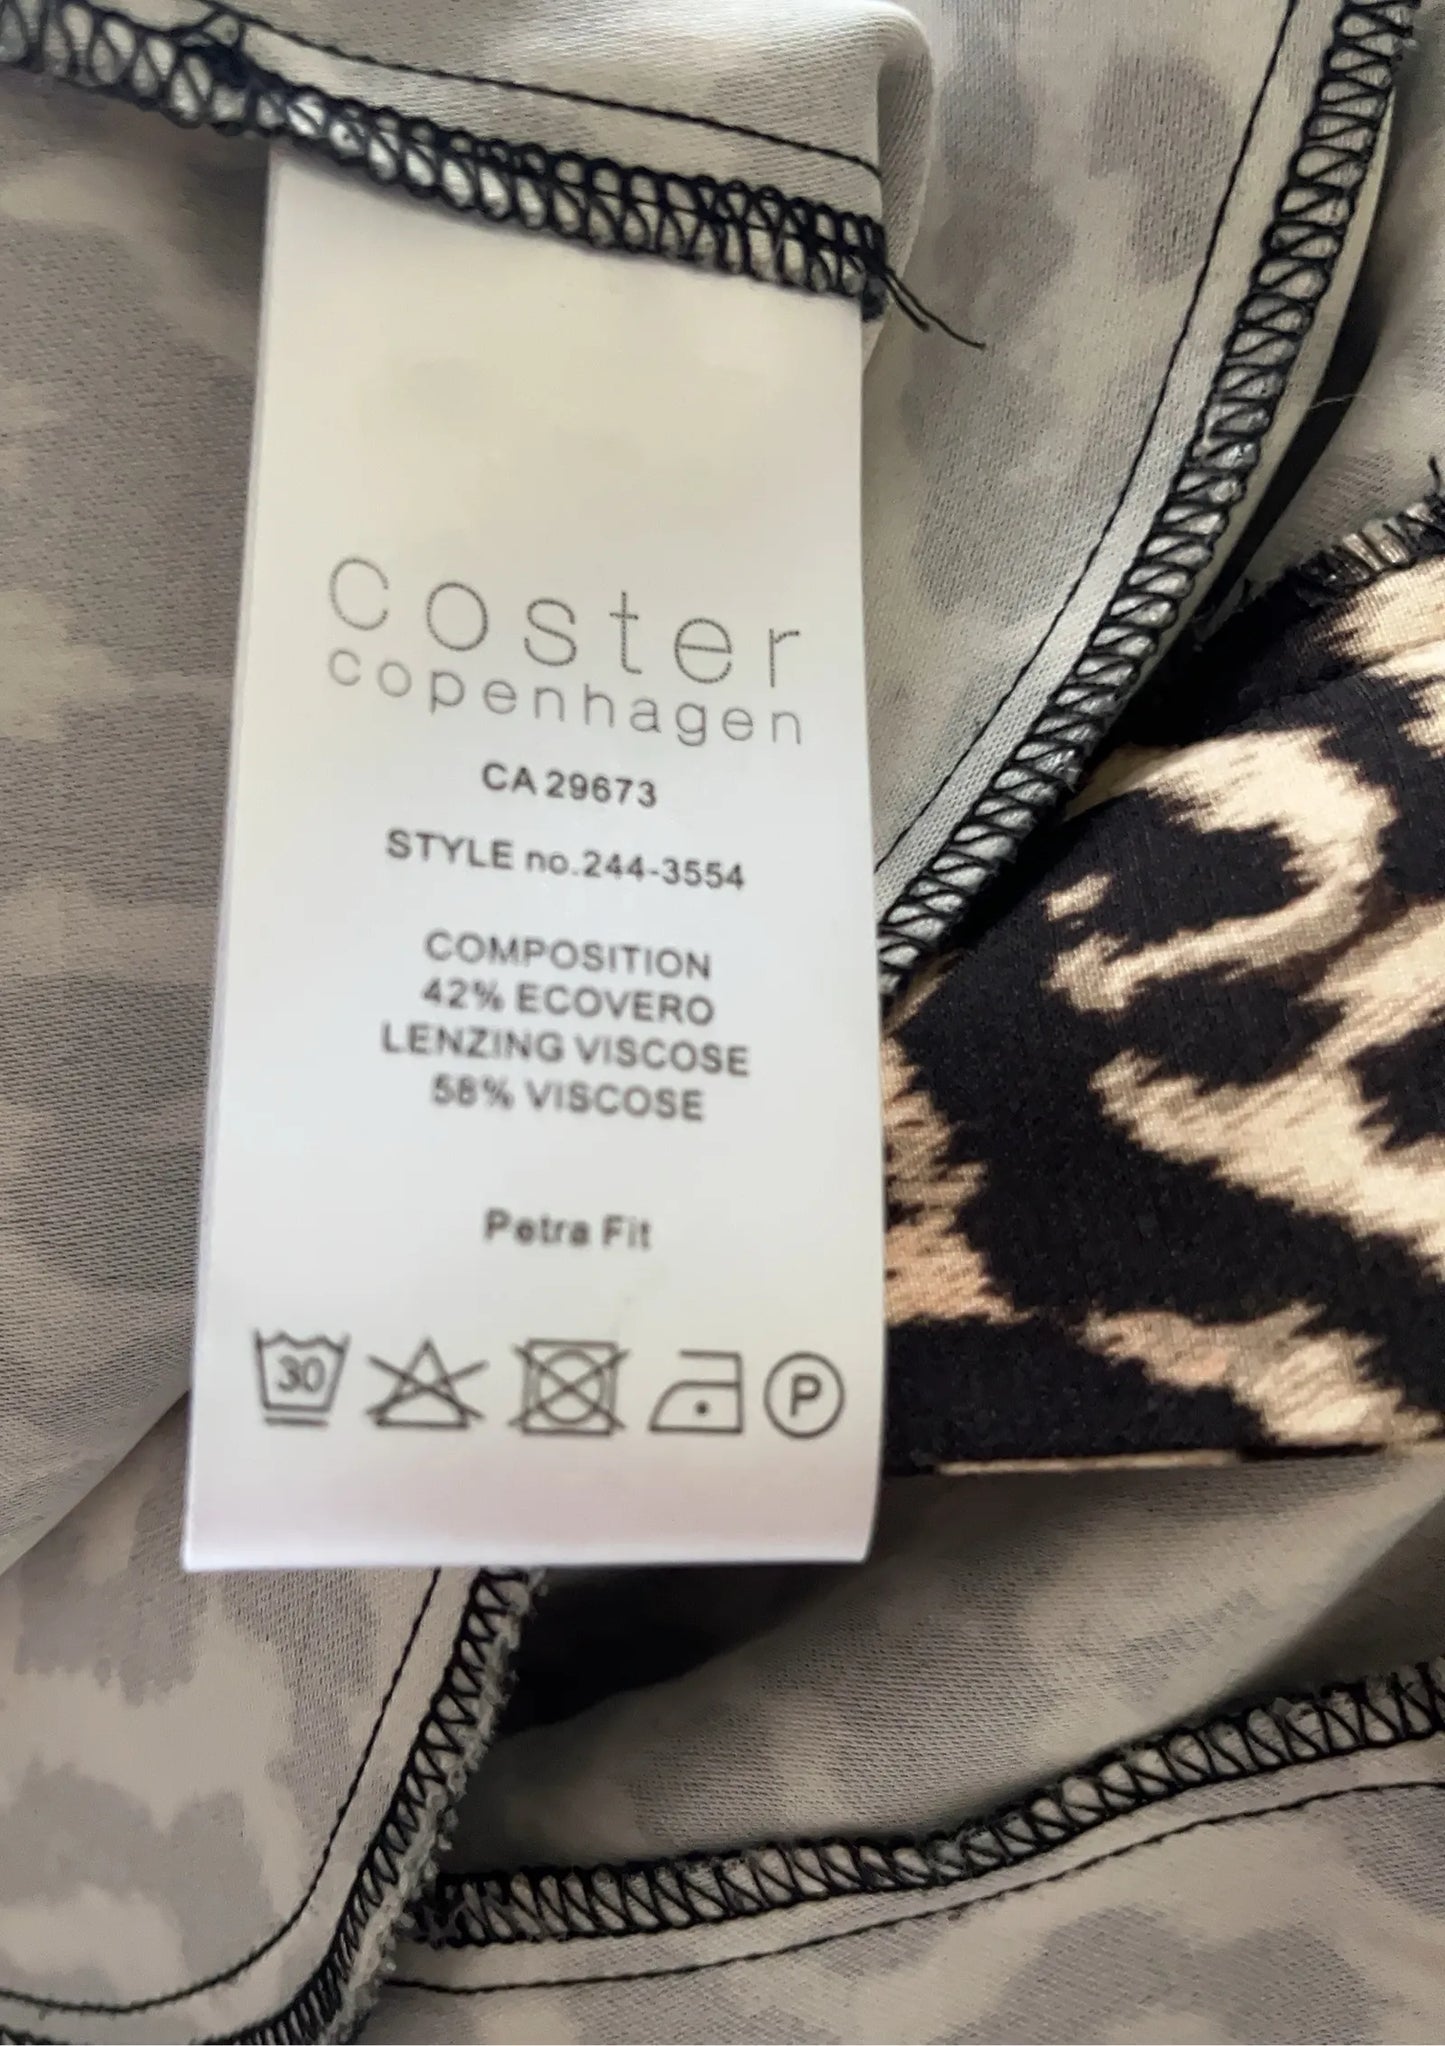 coster
copenhagen
CA 29673
STYLE no.244-3554
COMPOSITION
42% ECOVERO
LENZING VISCOSE
58% VISCOSE
Petra Fit
30 P